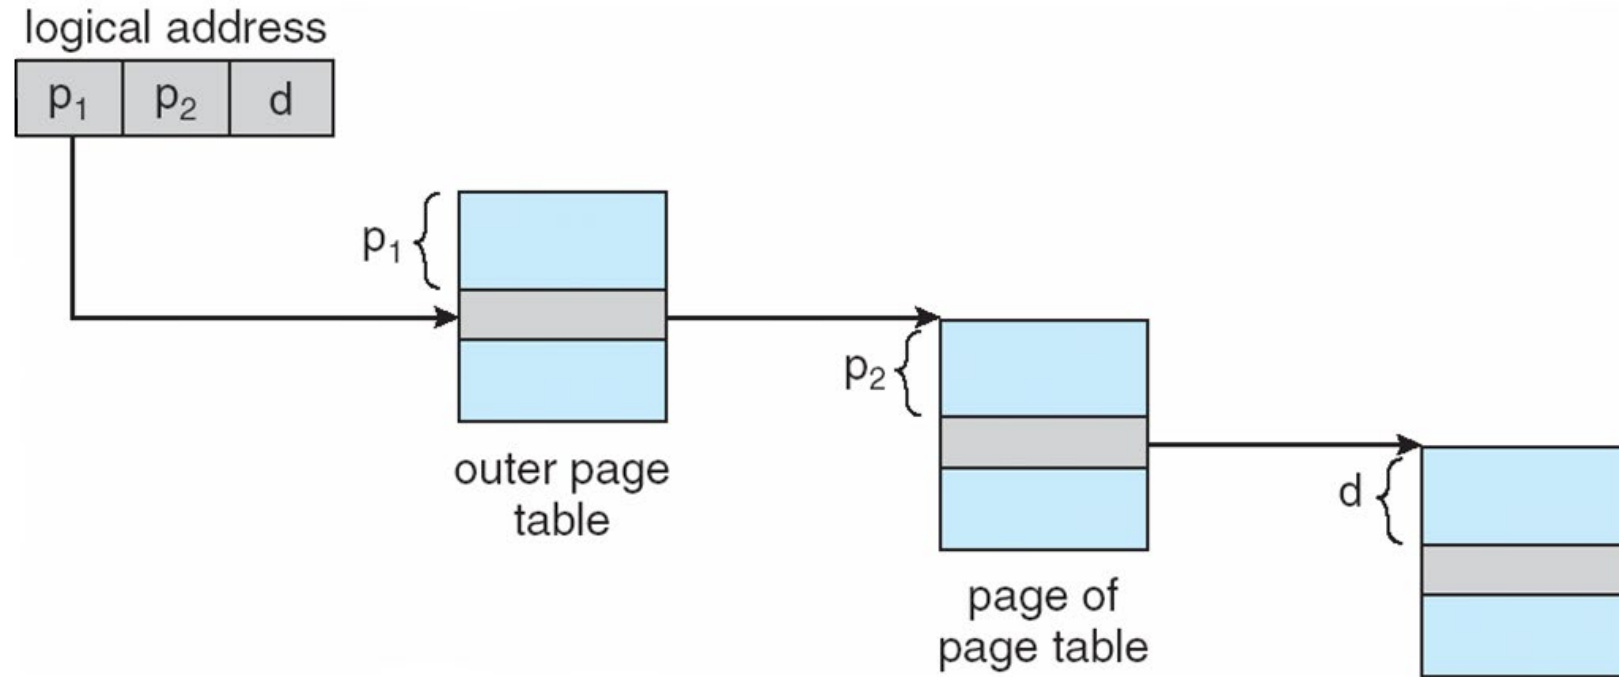 logical address
p₁ p₂ d
p₁
outer page
table
p₂
page of
page table
d